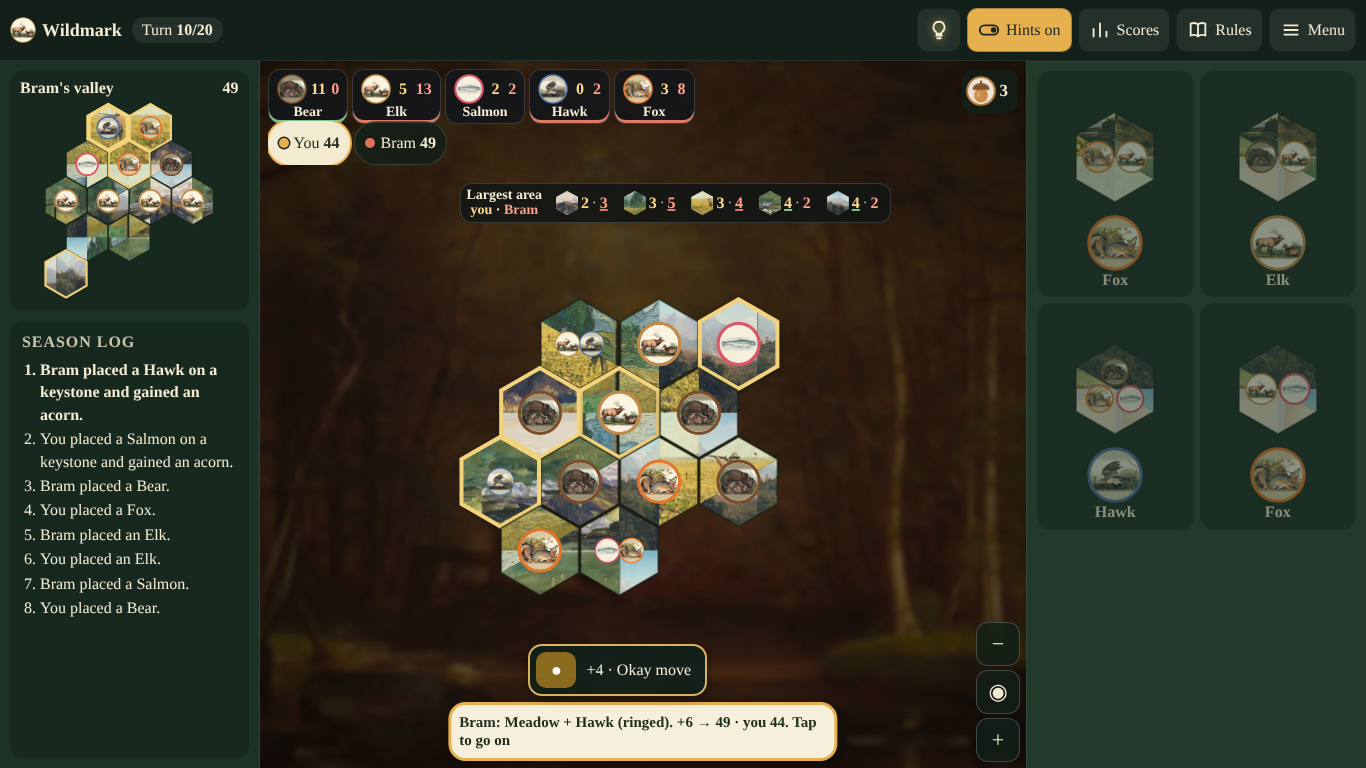 Wildmark
Turn 10/20
Hints on
Scores
Rules
Menu
Bram's valley
49
11 0
Bear
5 13
Elk
2 2
Salmon
0 2
Hawk
3 8
Fox
3
You 44
Bram 49
Largest area
you · Bram
2 · 3
3 · 5
3 · 4
4 · 2
4 · 2
SEASON LOG
1. Bram placed a Hawk on a
keystone and gained an
acorn.
2. You placed a Salmon on a
keystone and gained an acorn.
3. Bram placed a Bear.
4. You placed a Fox.
5. Bram placed an Elk.
6. You placed an Elk.
7. Bram placed a Salmon.
8. You placed a Bear.
Fox
Elk
Hawk
Fox
+4 · Okay move
Bram: Meadow + Hawk (ringed). +6 → 49 · you 44. Tap
to go on